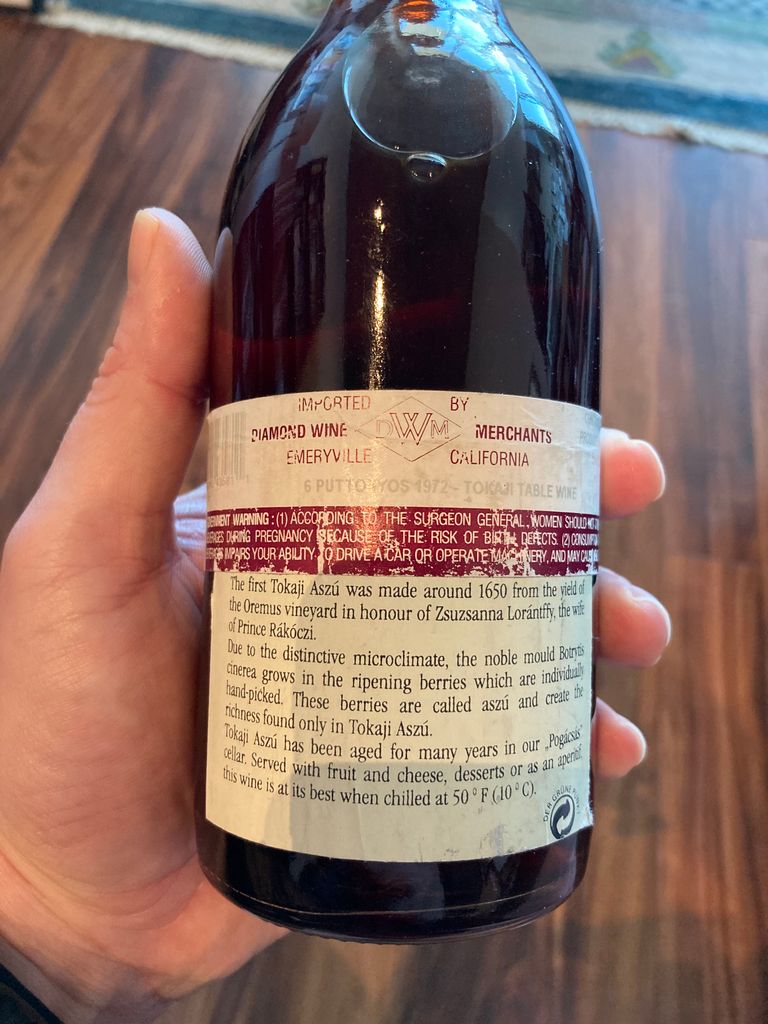 IMPORTED BY
DIAMOND WINE DWM MERCHANTS
EMERYVILLE CALIFORNIA
6 PUTTONYOS 1972 - TOKAJI TABLE WINE
WARNING : (1) ACCORDING TO THE SURGEON GENERAL, WOMEN SHOULD
DURING PREGNANCY BECAUSE OF THE RISK OF BIRTH DEFECTS. (2)
IMPAIRS YOUR ABILITY TO DRIVE A CAR OR OPERATE MACHINERY, AND MAY
The first Tokaji Aszú was made around 1650 from the yield of
the Oremus vineyard in honour of Zsuzsanna Lorántffy, the wife
of Prince Rákóczi.
Due to the distinctive microclimate, the noble mould Botrytis
cinerea grows in the ripening berries which are individually
hand-picked. These berries are called aszú and create the
richness found only in Tokaji Aszú.
Tokaji Aszú has been aged for many years in our „Pogácsás"
cellar. Served with fruit and cheese, desserts or as an aperitif,
this wine is at its best when chilled at 50 ° F (10 ° C).
DER GRÜNE PUNKT